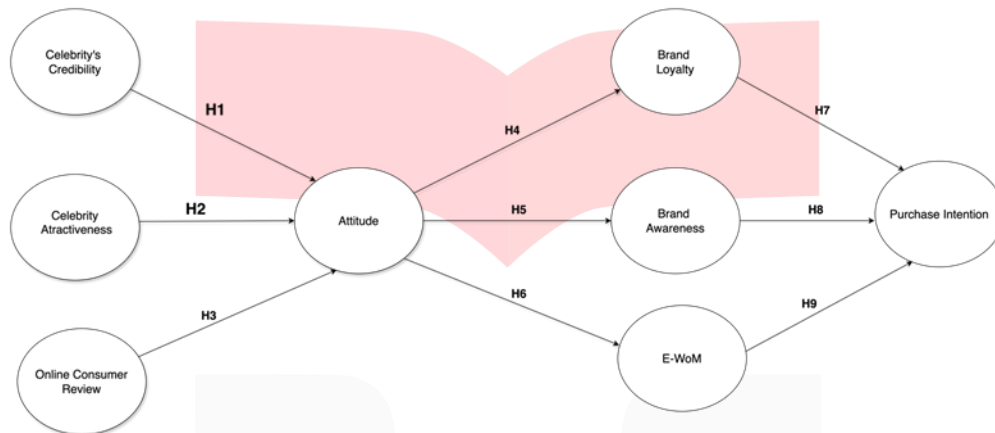 Celebrity's
Credibility
Brand
Loyalty
H1
H7
H4
Celebrity
Atractiveness
H2
Attitude
H5
Brand
Awareness
H8
Purchase Intention
H6
H3
H9
Online Consumer
Review
E-WoM